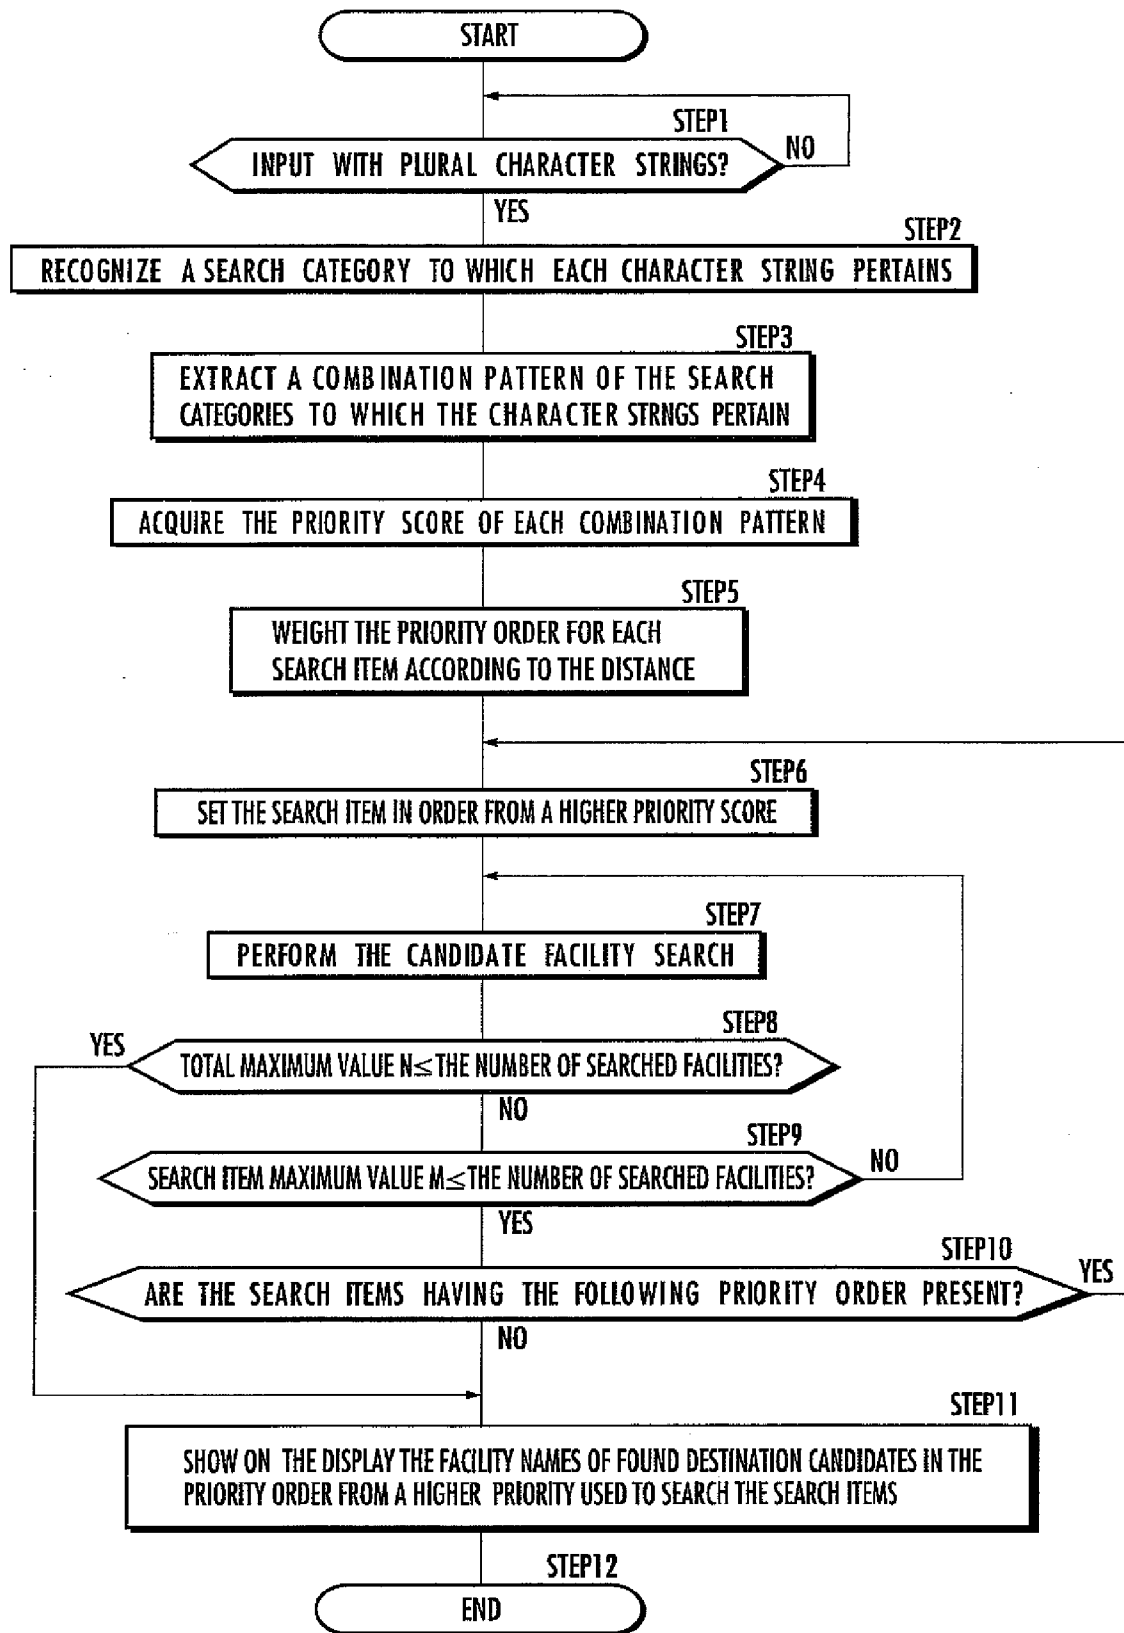 START
STEP1
INPUT WITH PLURAL CHARACTER STRINGS?
NO
YES
STEP2
RECOGNIZE A SEARCH CATEGORY TO WHICH EACH CHARACTER STRING PERTAINS
STEP3
EXTRACT A COMBINATION PATTERN OF THE SEARCH
CATEGORIES TO WHICH THE CHARACTER STRNGS PERTAIN
STEP4
ACQUIRE THE PRIORITY SCORE OF EACH COMBINATION PATTERN
STEP5
WEIGHT THE PRIORITY ORDER FOR EACH
SEARCH ITEM ACCORDING TO THE DISTANCE
STEP6
SET THE SEARCH ITEM IN ORDER FROM A HIGHER PRIORITY SCORE
STEP7
PERFORM THE CANDIDATE FACILITY SEARCH
STEP8
YES
TOTAL MAXIMUM VALUE N≤THE NUMBER OF SEARCHED FACILITIES?
NO
STEP9
SEARCH ITEM MAXIMUM VALUE M≤THE NUMBER OF SEARCHED FACILITIES?
NO
YES
STEP10
ARE THE SEARCH ITEMS HAVING THE FOLLOWING PRIORITY ORDER PRESENT?
YES
NO
STEP11
SHOW ON THE DISPLAY THE FACILITY NAMES OF FOUND DESTINATION CANDIDATES IN THE
PRIORITY ORDER FROM A HIGHER PRIORITY USED TO SEARCH THE SEARCH ITEMS
STEP12
END